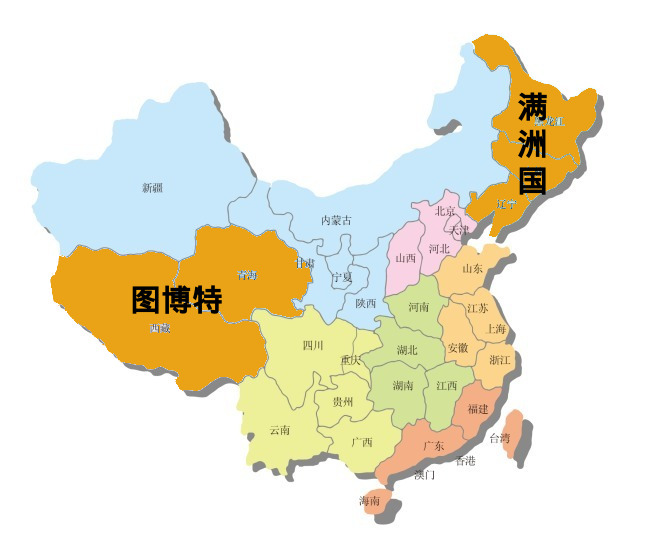 满洲国
黑龙江
辽宁
新疆
内蒙古
北京
天津
河北
山西
甘肃
宁夏
青海
山东
图博特
西藏
陕西
河南
江苏
上海
四川
重庆
湖北
安徽
浙江
湖南
江西
贵州
福建
云南
广西
广东
台湾
香港
澳门
海南